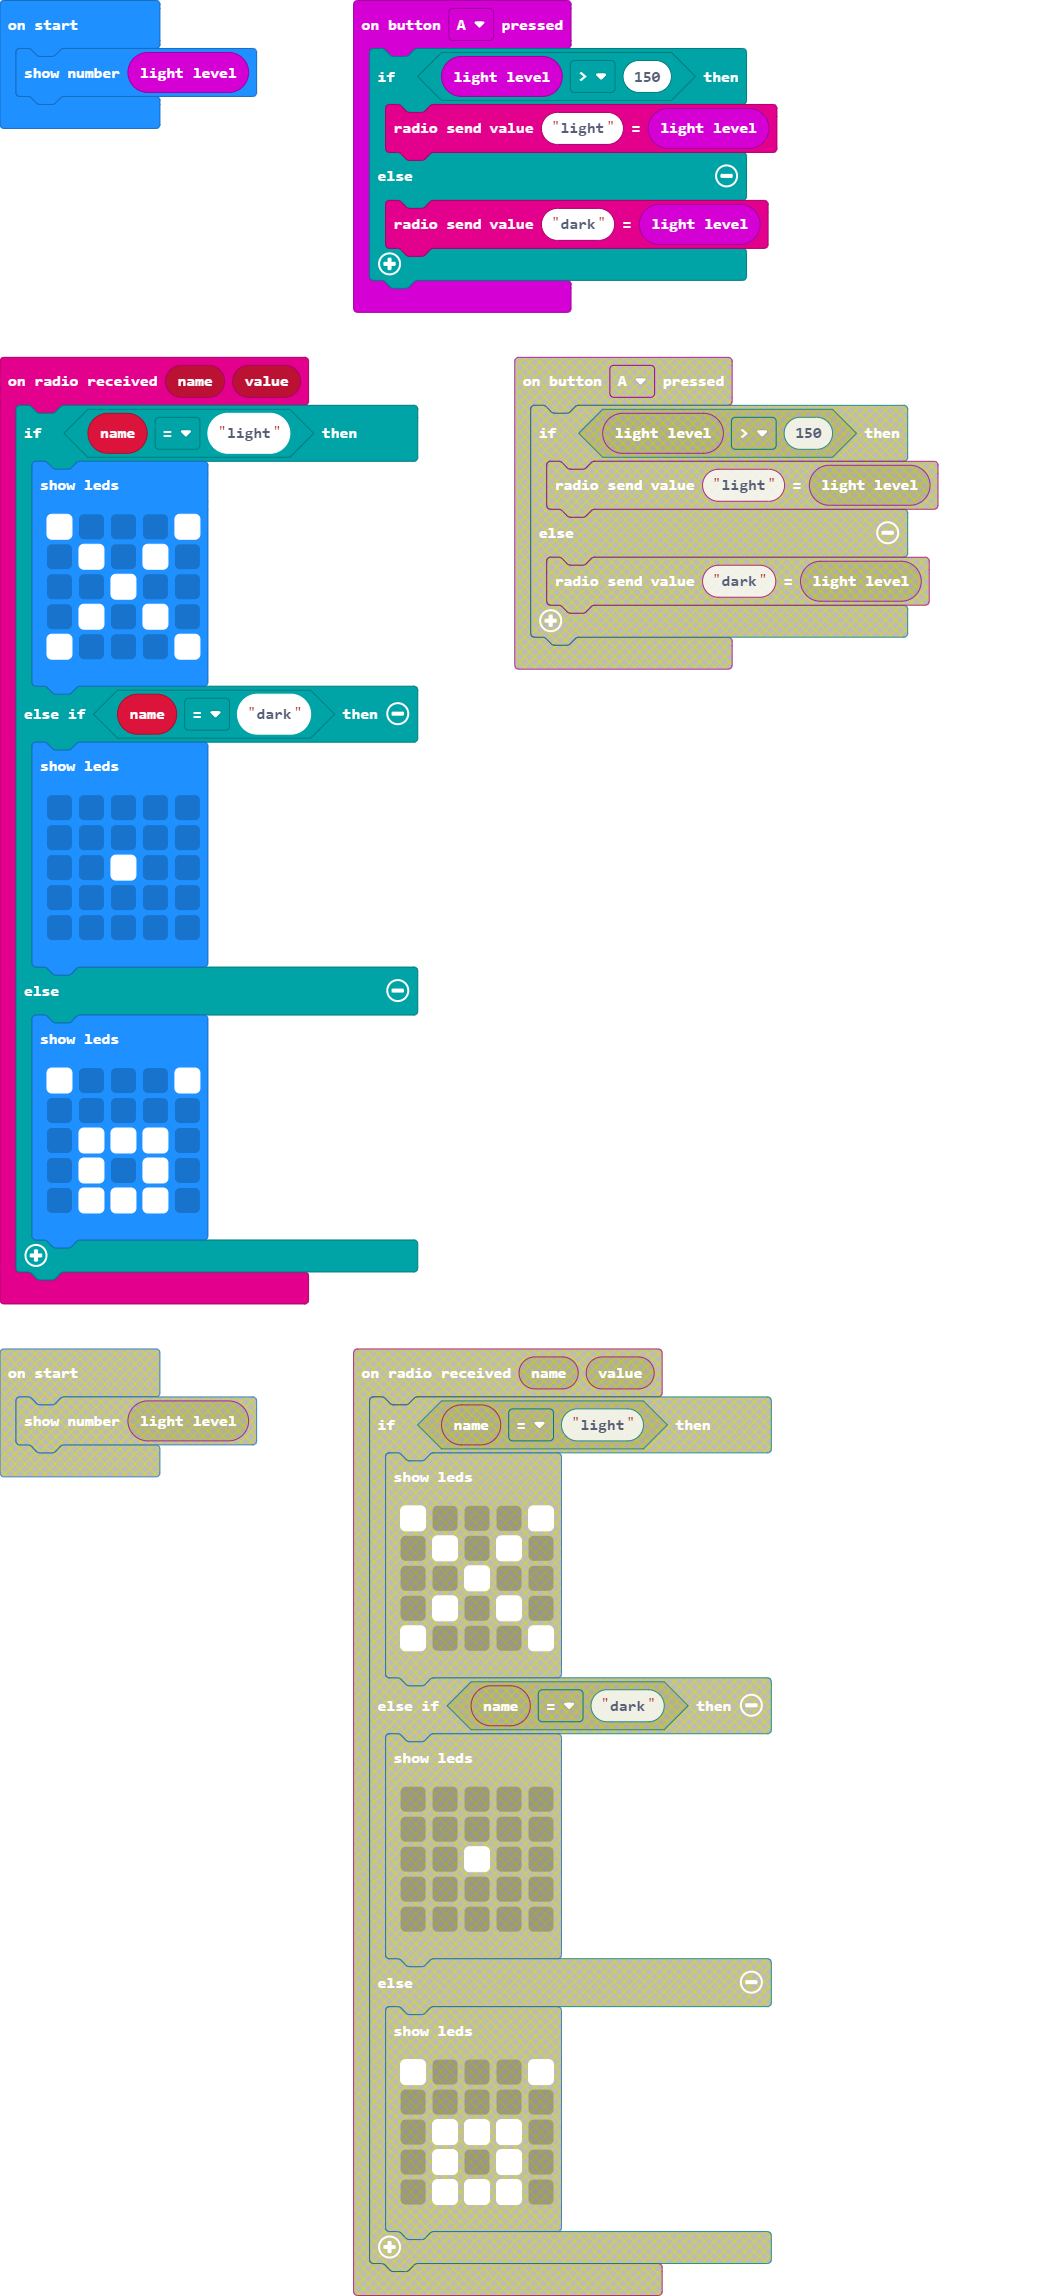 on start
show number light level
on button A pressed
if light level > 150 then
radio send value "light" = light level
else
radio send value "dark" = light level
on radio received name value
if name = "light" then
show leds
else if name = "dark" then
show leds
else
show leds
on button A pressed
if light level > 150 then
radio send value "light" = light level
else
radio send value "dark" = light level
on start
show number light level
on radio received name value
if name = "light" then
show leds
else if name = "dark" then
show leds
else
show leds